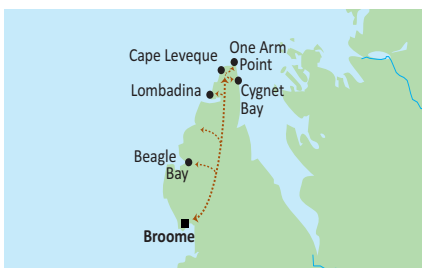 One Arm
Point
Cape Leveque
Lombadina
Cygnet
Bay
Beagle
Bay
Broome